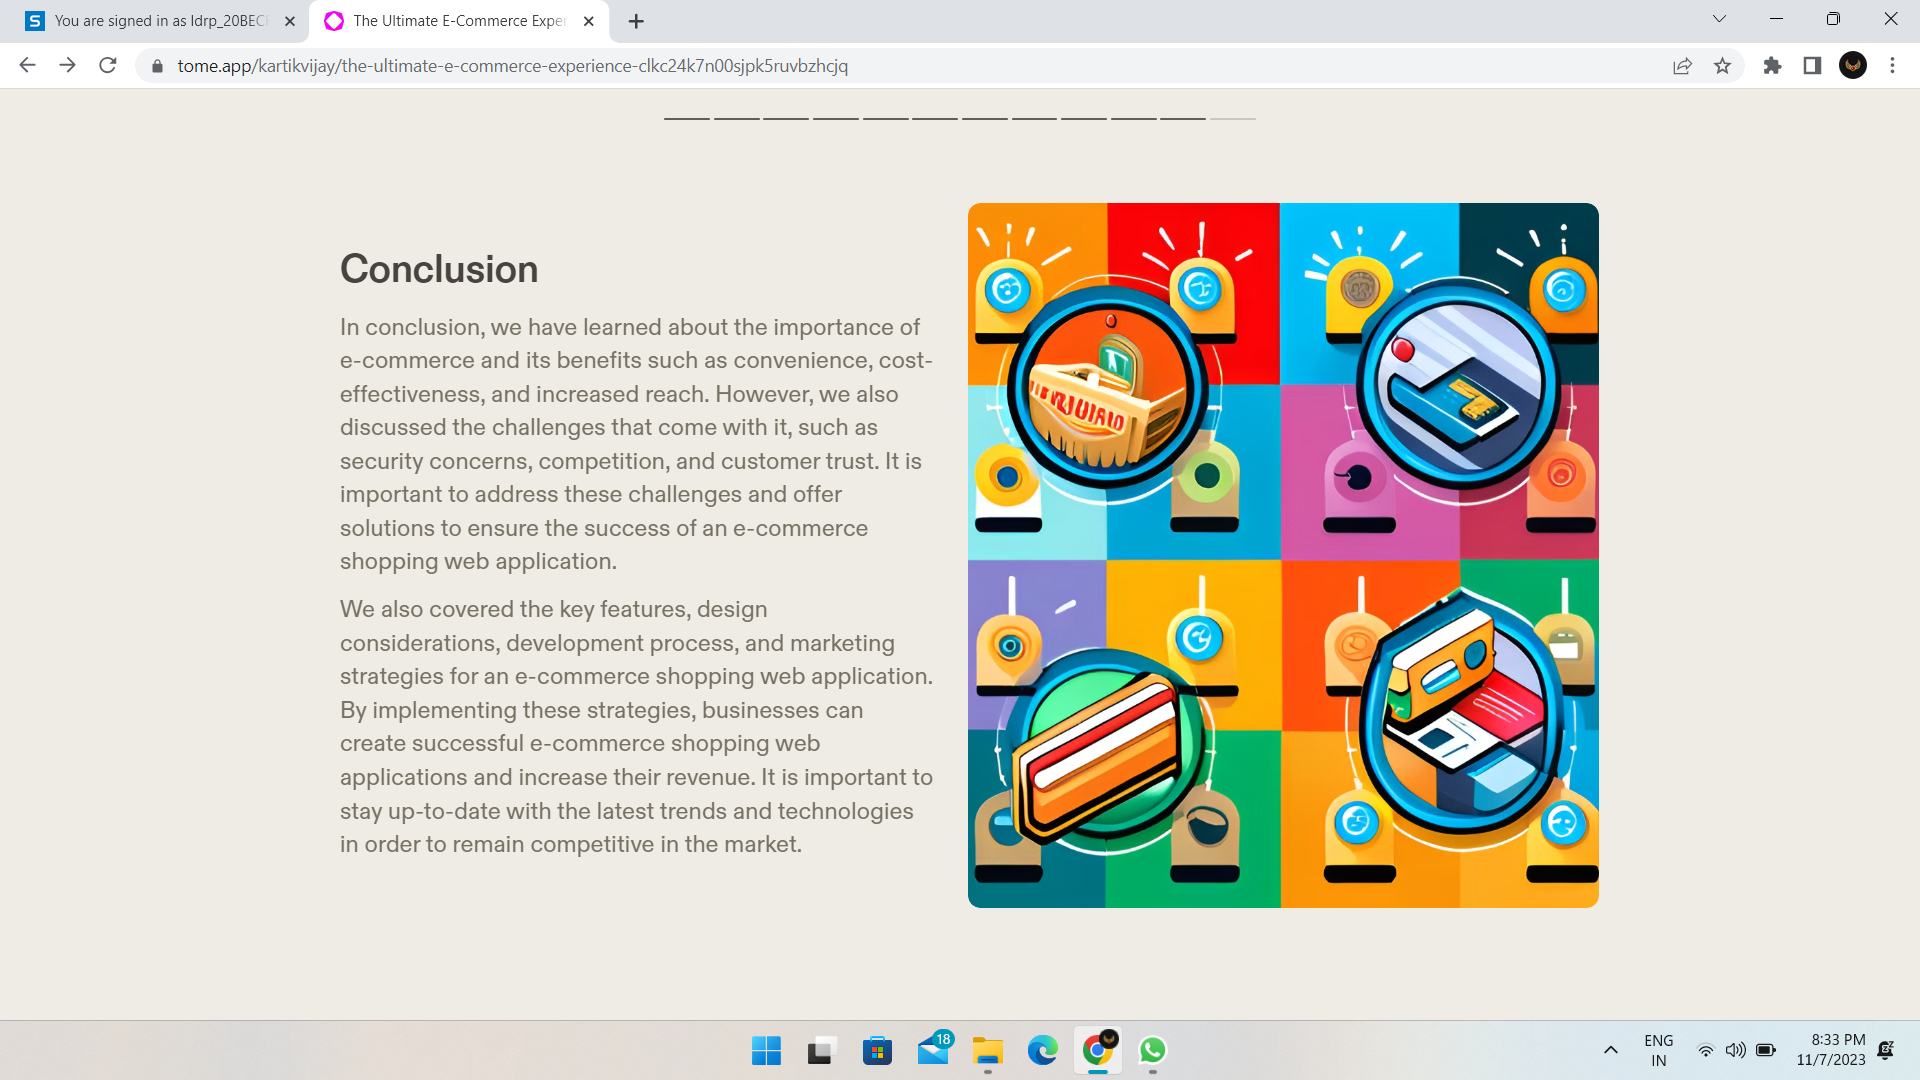 You are signed in as ldrp_20BEC
The Ultimate E-Commerce Exper
tome.app/kartikvijay/the-ultimate-e-commerce-experience-clkc24k7n00sjpk5ruvbzhcjq
Conclusion
In conclusion, we have learned about the importance of
e-commerce and its benefits such as convenience, cost-
effectiveness, and increased reach. However, we also
discussed the challenges that come with it, such as
security concerns, competition, and customer trust. It is
important to address these challenges and offer
solutions to ensure the success of an e-commerce
shopping web application.
We also covered the key features, design
considerations, development process, and marketing
strategies for an e-commerce shopping web application.
By implementing these strategies, businesses can
create successful e-commerce shopping web
applications and increase their revenue. It is important to
stay up-to-date with the latest trends and technologies
in order to remain competitive in the market.
18
ENG
IN
8:33 PM
11/7/2023